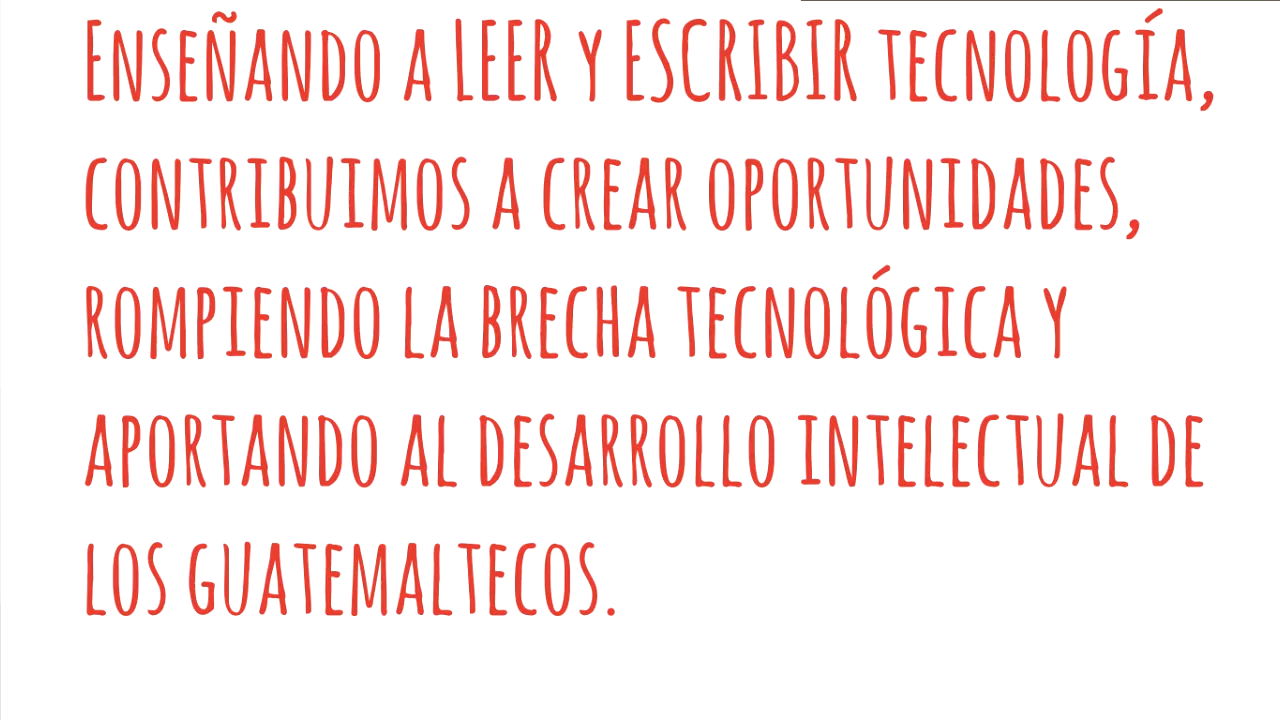 Enseñando a LEER y ESCRIBIR tecnología,
contribuimos a crear oportunidades,
rompiendo la brecha tecnológica y
aportando al desarrollo intelectual de
los guatemaltecos.